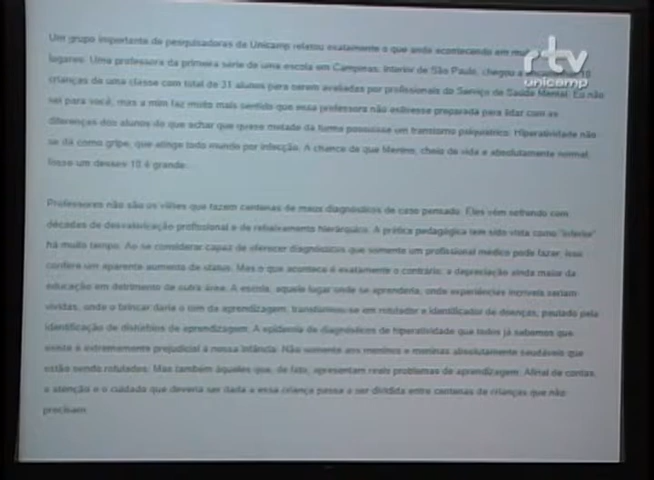 Um grupo importante de pesquisadoras da Unicamp relatou exatamente o que anda acontecendo em
lugares. Uma professora da primeira série de uma escola em Campinas, interior de São Paulo, chegou a 10
crianças de uma classe com total de 31 alunos para serem avaliadas por profissionais do Serviço de Saúde Mental. Eu não
sei para você, mas a mim faz muito mais sentido que essa professora não estivesse preparada para lidar com as
diferenças dos alunos do que achar que quase metade da turma possuísse um transtorno psiquiátrico. Hiperatividade não
se dá como gripe, que atinge todo mundo por infecção. A chance de que Menino, cheio de vida e absolutamente normal,
fosse um desses 10 é grande.
Professores não são os vilões que fazem centenas de maus diagnósticos de caso pensado. Eles vêm sofrendo com
décadas de desvalorização profissional e de rebaixamento hierárquico. A prática pedagógica tem sido vista como "inferior"
há muito tempo. Ao se considerar capaz de oferecer diagnósticos que somente um profissional médico pode fazer, isso
confere um aparente aumento de status. Mas o que acontece é exatamente o contrário: a depreciação ainda maior da
educação em detrimento de outra área. A escola, aquele lugar onde se aprenderia, onde experiências incríveis seriam
vividas, onde o brincar daria o tom da aprendizagem, transformou-se em rotulador e identificador de doenças, pautado pela
identificação de distúrbios de aprendizagem. A epidemia de diagnósticos de hiperatividade que todos já sabemos que
existe é extremamente prejudicial à nossa infância. Não somente aos meninos e meninas absolutamente saudáveis que
estão sendo rotulados. Mas também àqueles que, de fato, apresentam reais problemas de aprendizagem. Afinal de contas,
a atenção e o cuidado que deveria ser dada a essa criança passa a ser dividida entre centenas de crianças que não
precisam.
rtv
unicamp